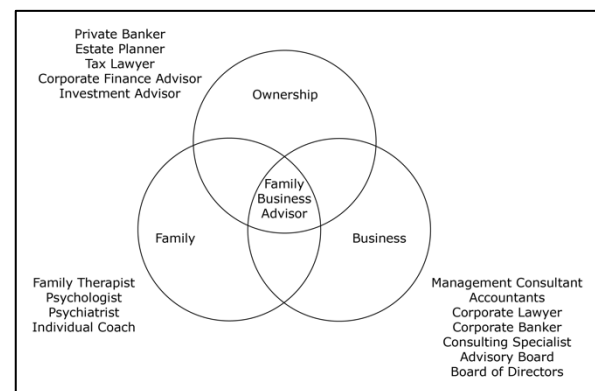 Private Banker
Estate Planner
Tax Lawyer
Corporate Finance Advisor
Investment Advisor
Ownership
Family
Business
Advisor
Family
Business
Family Therapist
Psychologist
Psychiatrist
Individual Coach
Management Consultant
Accountants
Corporate Lawyer
Corporate Banker
Consulting Specialist
Advisory Board
Board of Directors